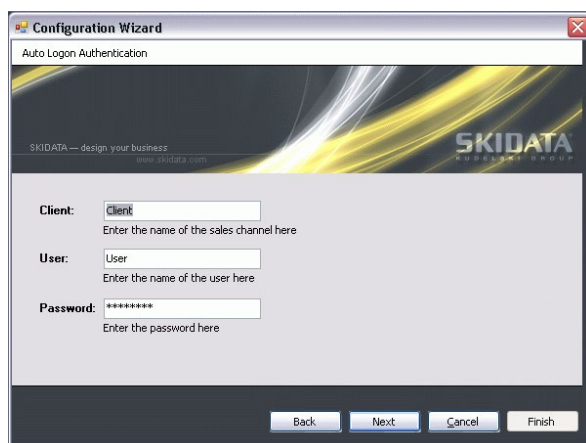 Configuration Wizard
Auto Logon Authentication
SKIDATA — design your business
www.skidata.com
SKIDATA
KUDELSKI GROUP
Client: Client
Enter the name of the sales channel here
User: User
Enter the name of the user here
Password: ********
Enter the password here
Back Next Cancel Finish